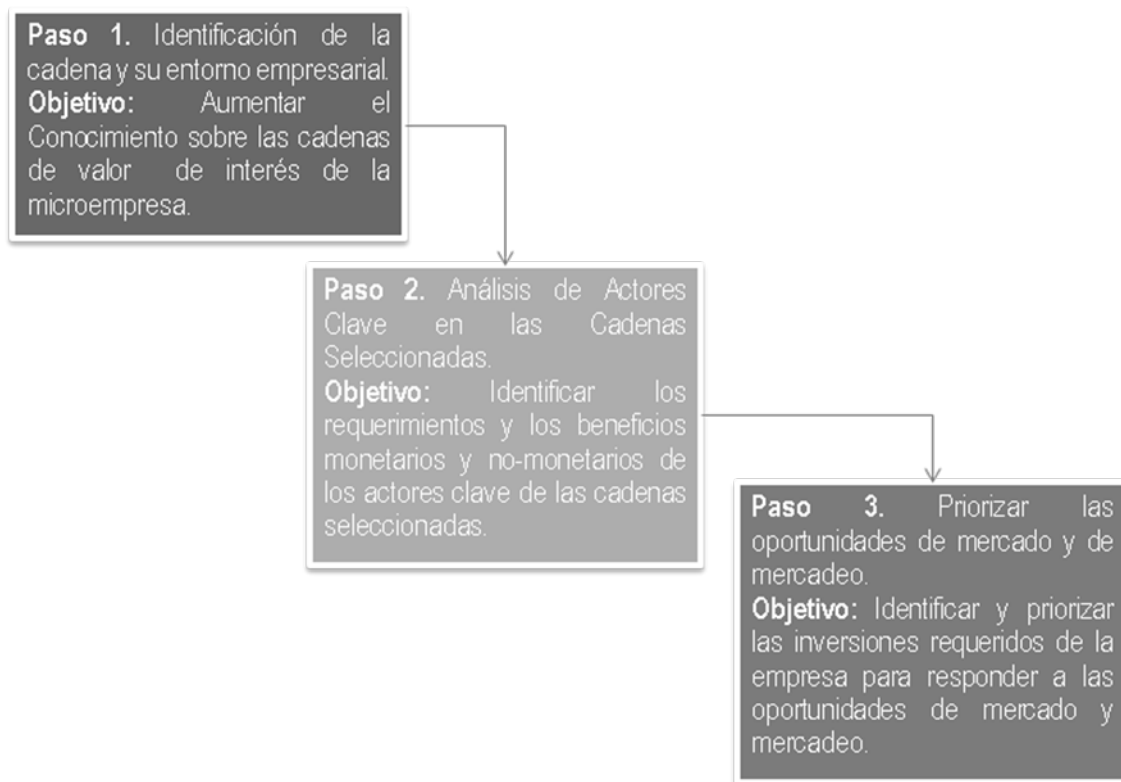 Paso 1. Identificación de la
cadena y su entorno empresarial.
Objetivo: Aumentar el
Conocimiento sobre las cadenas
de valor de interés de la
microempresa.
Paso 2. Análisis de Actores
Clave en las Cadenas
Seleccionadas.
Objetivo: Identificar los
requerimientos y los beneficios
monetarios y no-monetarios de
los actores clave de las cadenas
seleccionadas.
Paso 3. Priorizar las
oportunidades de mercado y de
mercadeo.
Objetivo: Identificar y priorizar
las inversiones requeridos de la
empresa para responder a las
oportunidades de mercado y
mercadeo.